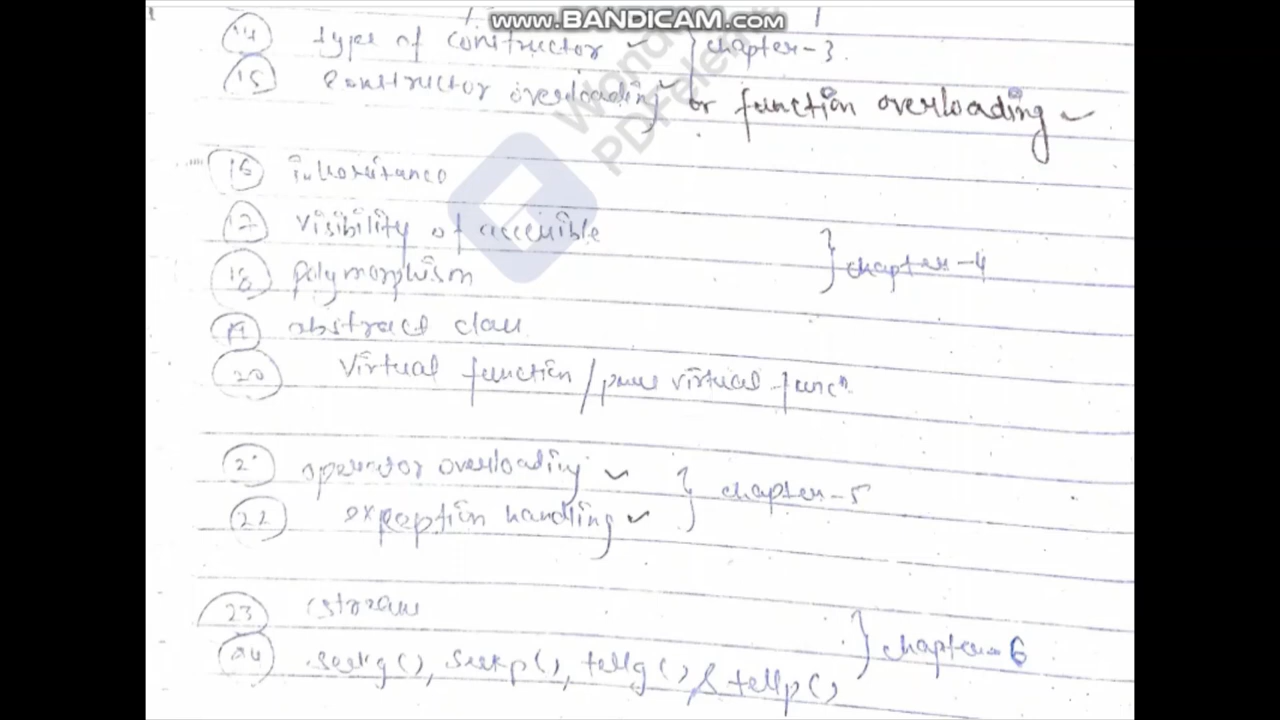 www.BANDICAM.com
14 type of constructor } chapter-3.
15 constructor overloading or function overloading
16 inheritance
17 visibility of accessible
18 polymorphism } chapter-4
19 abstract class
20 virtual function / pure virtual funcn
2 operator overloading } chapter-5
22 exception handling
23 stream
24 seekg(), seekp(), tellg() & tellp() } chapter-6